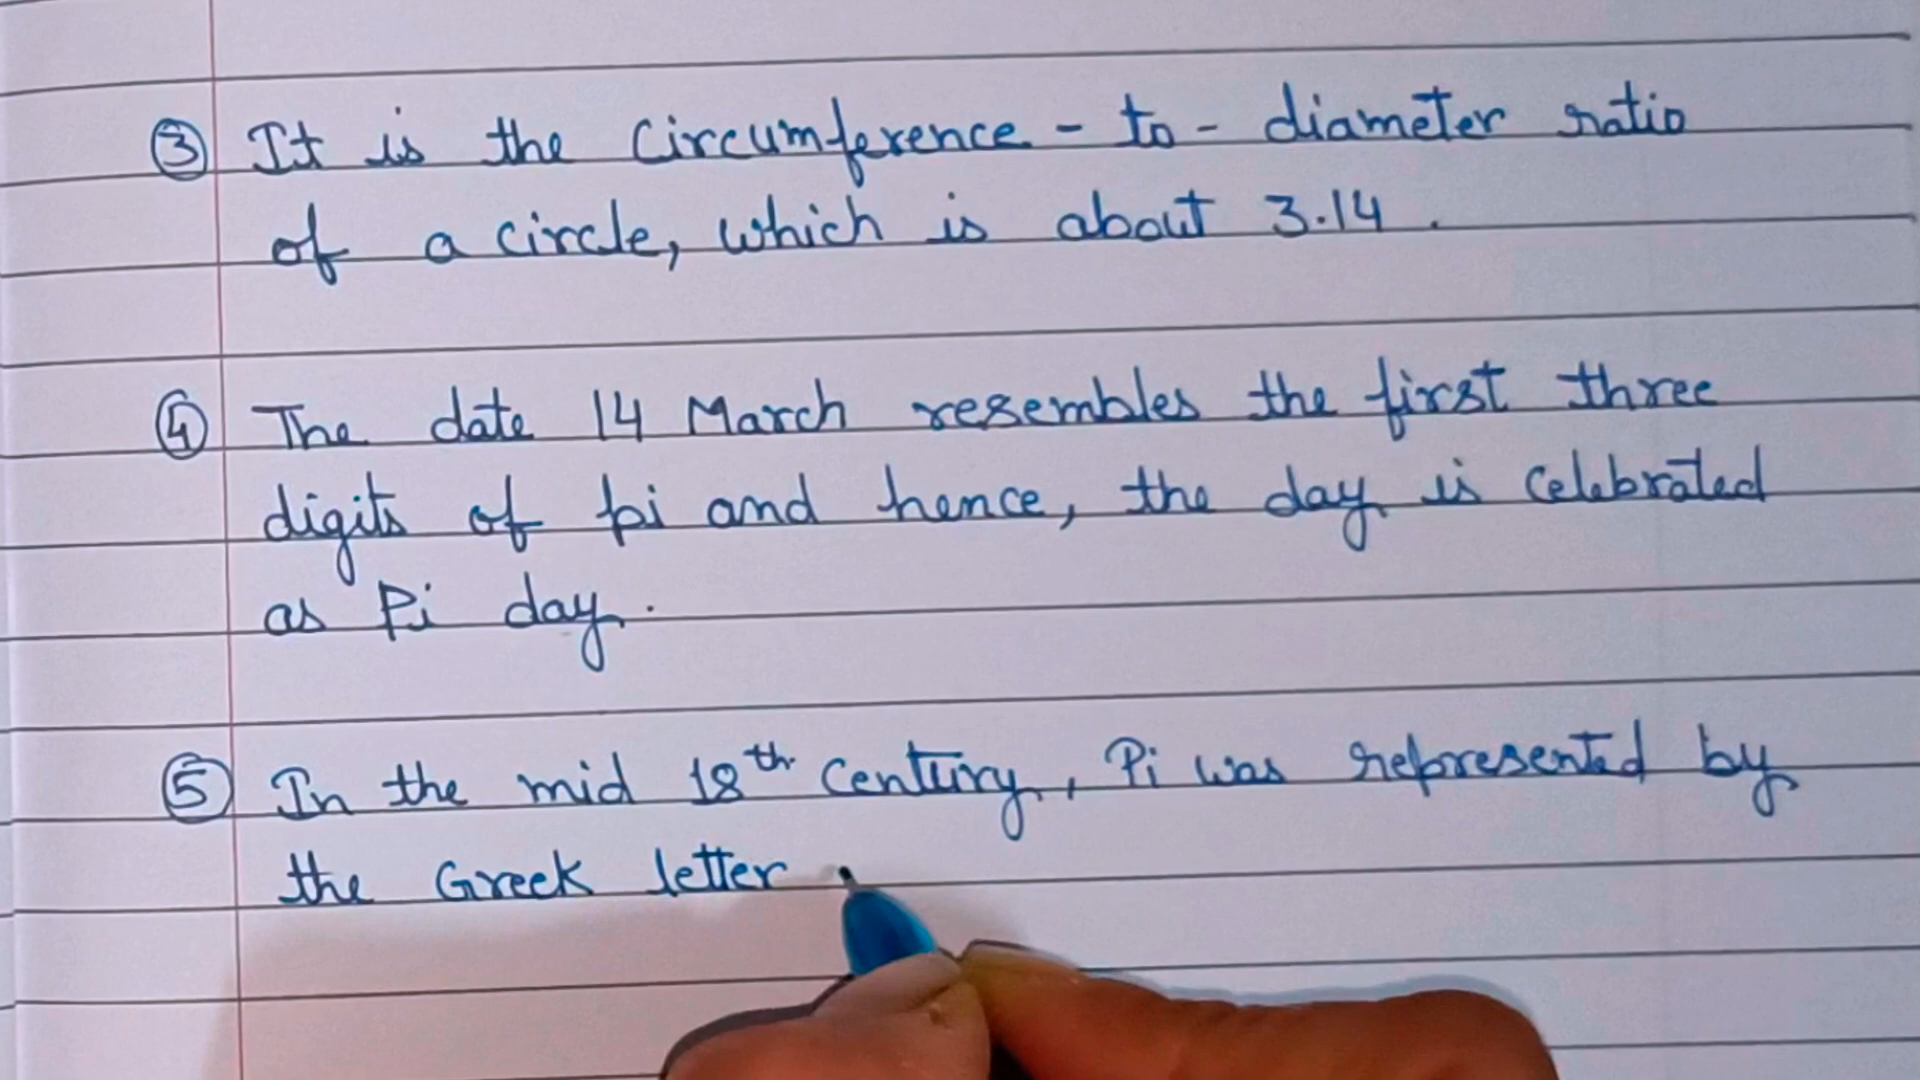 ③ It is the Circumference - to - diameter ratio
of a circle, which is about 3.14 .
④ The date 14 March resembles the first three
digits of pi and hence, the day is celebrated
as Pi day.
⑤ In the mid 18th Century, Pi was represented by
the Greek letter